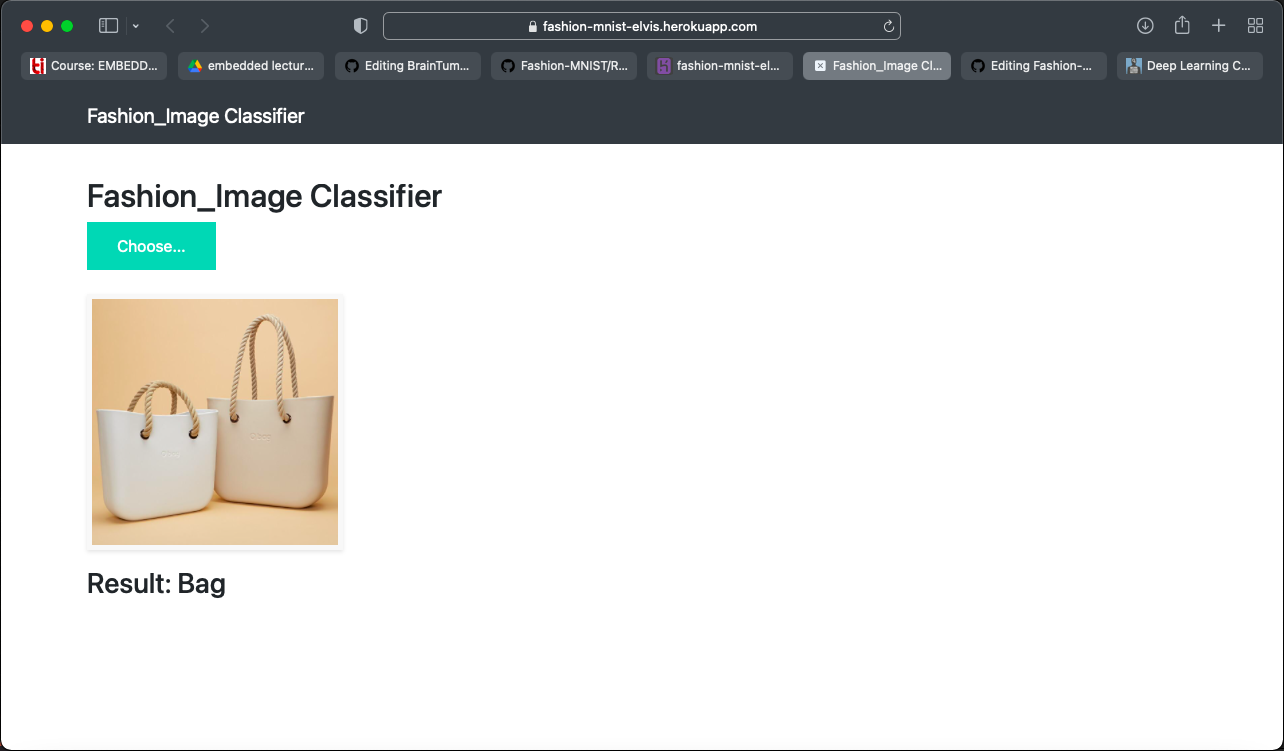 fashion-mnist-elvis.herokuapp.com
Course: EMBEDD... embedded lectur... Editing BrainTum... Fashion-MNIST/R... fashion-mnist-el... Fashion_Image Cl... Editing Fashion-... Deep Learning C...
Fashion_Image Classifier
Fashion_Image Classifier
Choose...
Result: Bag